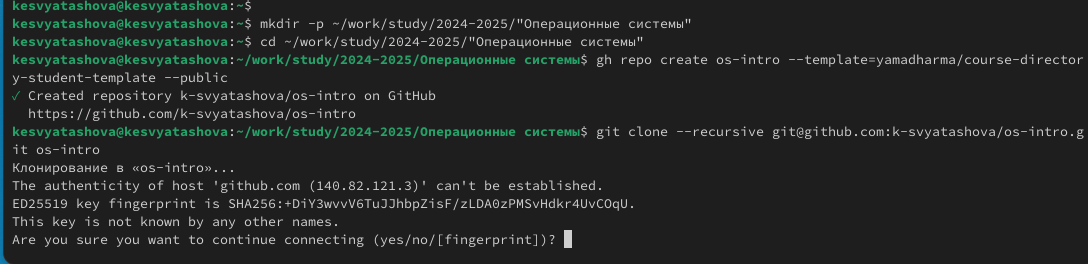 kesvyatashova@kesvyatashova:~$
kesvyatashova@kesvyatashova:~$ mkdir -p ~/work/study/2024-2025/"Операционные системы"
kesvyatashova@kesvyatashova:~$ cd ~/work/study/2024-2025/"Операционные системы"
kesvyatashova@kesvyatashova:~/work/study/2024-2025/Операционные системы$ gh repo create os-intro --template=yamadharma/course-director
y-student-template --public
✓ Created repository k-svyatashova/os-intro on GitHub
  https://github.com/k-svyatashova/os-intro
kesvyatashova@kesvyatashova:~/work/study/2024-2025/Операционные системы$ git clone --recursive git@github.com:k-svyatashova/os-intro.g
it os-intro
Клонирование в «os-intro»...
The authenticity of host 'github.com (140.82.121.3)' can't be established.
ED25519 key fingerprint is SHA256:+DiY3wvvV6TuJJhbpZisF/zLDA0zPMSvHdkr4UvCOqU.
This key is not known by any other names.
Are you sure you want to continue connecting (yes/no/[fingerprint])?